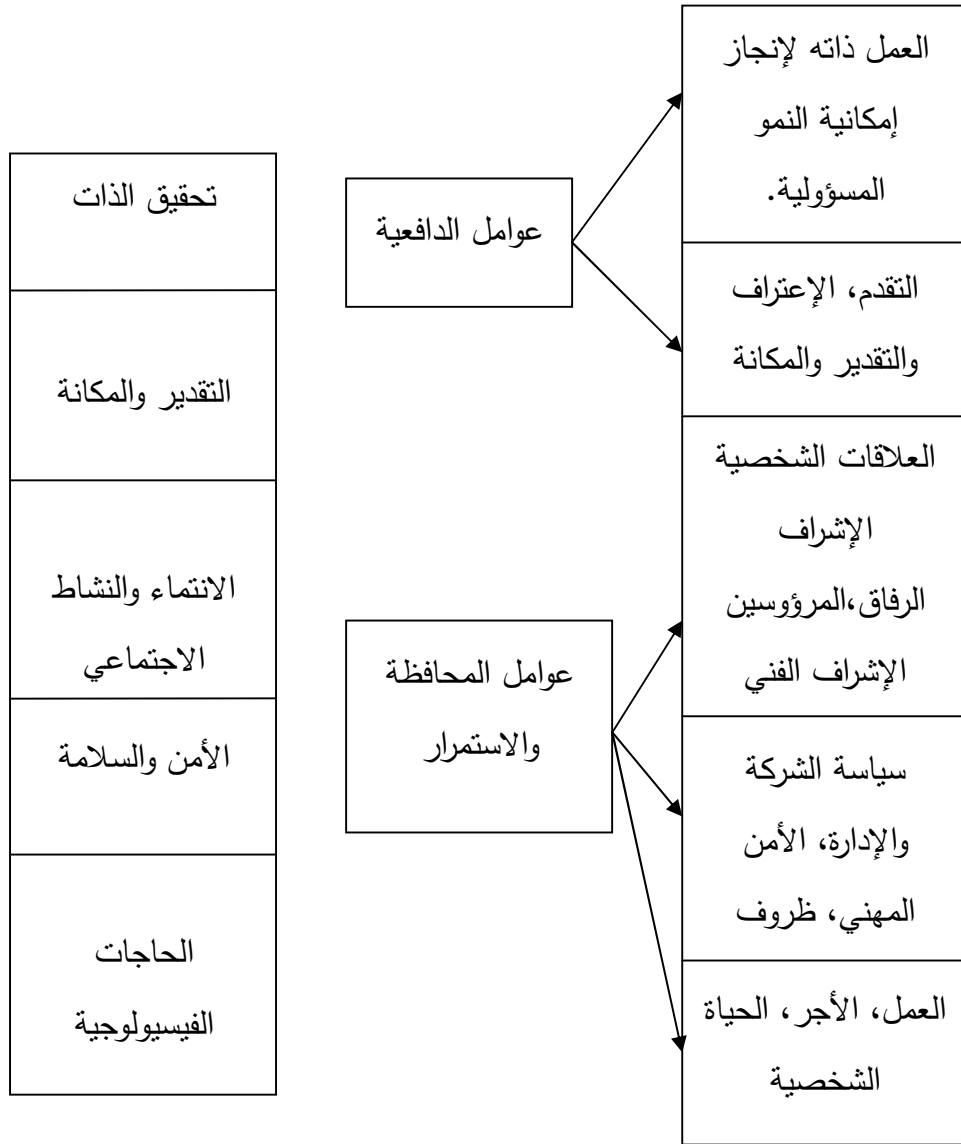 العمل ذاته لإنجاز
إمكانية النمو
المسؤولية.
التقدم، الإعتراف
والتقدير والمكانة
العلاقات الشخصية
الإشراف
الرفاق،المرؤوسين
الإشراف الفني
سياسة الشركة
والإدارة، الأمن
المهني، ظروف
العمل، الأجر، الحياة
الشخصية
عوامل الدافعية
عوامل المحافظة
والاستمرار
تحقيق الذات
التقدير والمكانة
الانتماء والنشاط
الاجتماعي
الأمن والسلامة
الحاجات
الفيسيولوجية